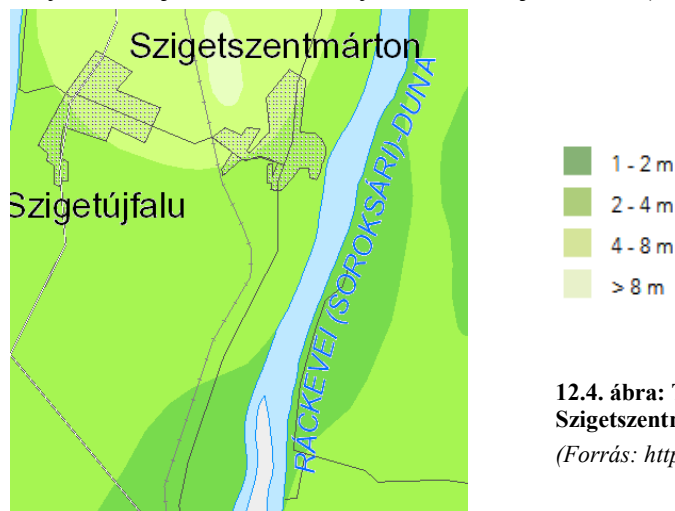 Szigetszentmárton
Szigetújfalu
RÁCKEVEI (SOROKSÁRI)-DUNA
1 - 2 m
2 - 4 m
4 - 8 m
> 8 m
12.4. ábra:
Szigetszentm
(Forrás: http